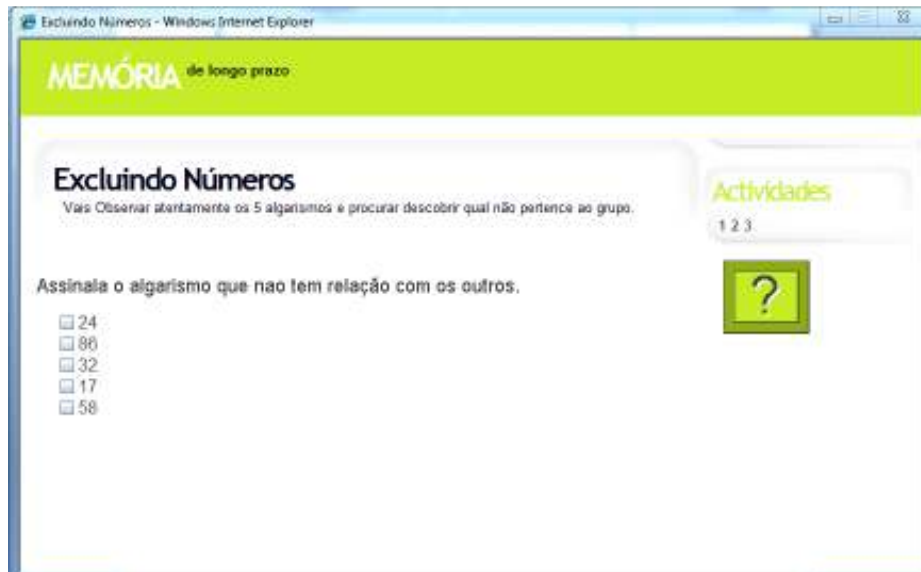 Excluindo Números - Windows Internet Explorer
MEMÓRIA de longo prazo
Excluindo Números
Vais Observar atentamente os 5 algarismos e procurar descobrir qual não pertence ao grupo.
Actividades
1 2 3
Assinala o algarismo que nao tem relação com os outros.
?
24
86
32
17
58